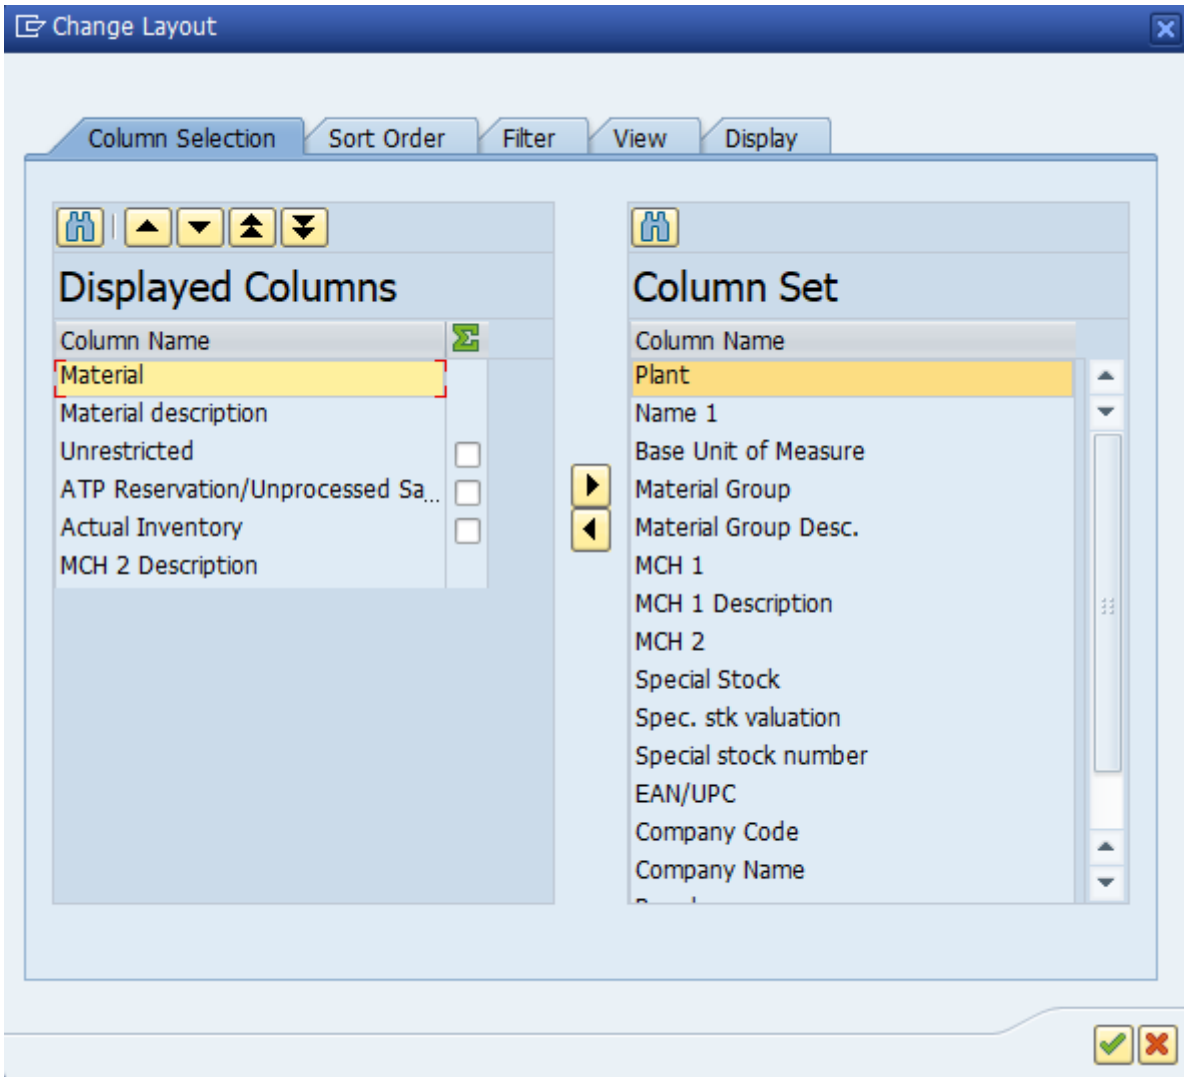 Change Layout
Column Selection
Sort Order
Filter
View
Display
Displayed Columns
Column Name
Material
Material description
Unrestricted
ATP Reservation/Unprocessed Sa...
Actual Inventory
MCH 2 Description
Column Set
Column Name
Plant
Name 1
Base Unit of Measure
Material Group
Material Group Desc.
MCH 1
MCH 1 Description
MCH 2
Special Stock
Spec. stk valuation
Special stock number
EAN/UPC
Company Code
Company Name